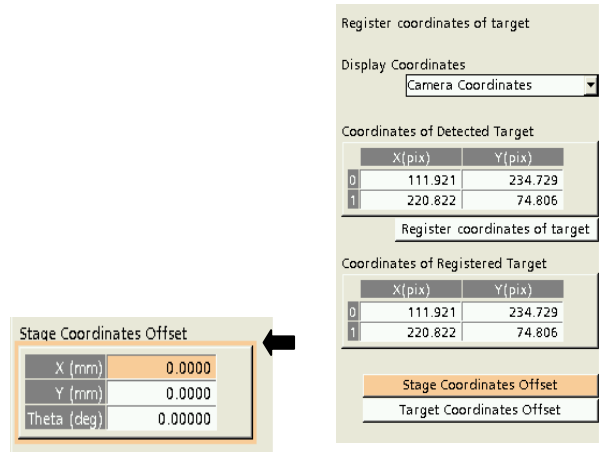 Register coordinates of target
Display Coordinates
Camera Coordinates
Coordinates of Detected Target
X(pix) Y(pix)
0 111.921 234.729
1 220.822 74.806
Register coordinates of target
Coordinates of Registered Target
X(pix) Y(pix)
0 111.921 234.729
1 220.822 74.806
Stage Coordinates Offset
Target Coordinates Offset
Stage Coordinates Offset
X (mm) 0.0000
Y (mm) 0.0000
Theta (deg) 0.00000